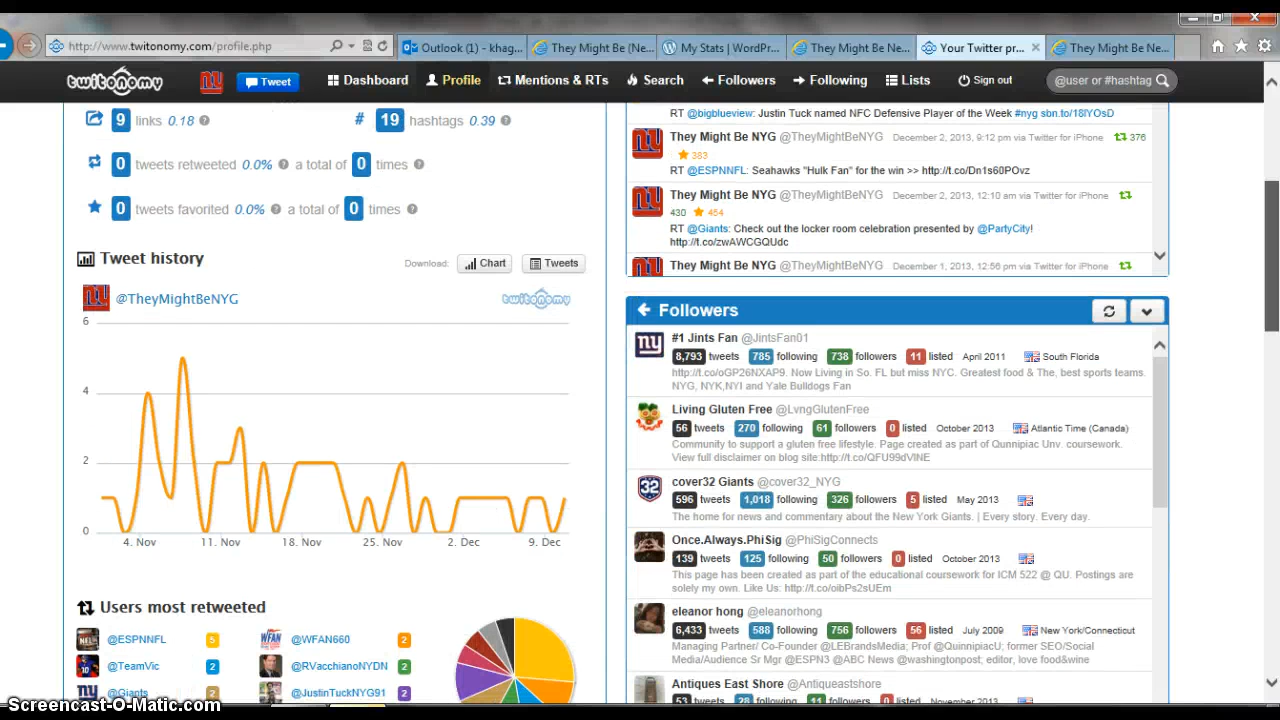 http://www.twitonomy.com/profile.php
Outlook (1) - khag...
They Might Be (Ne...
My Stats ‹ WordPr...
They Might Be Ne...
Your Twitter pr...
They Might Be Ne...
twitonomy
Tweet
Dashboard
Profile
Mentions & RTs
Search
Followers
Following
Lists
Sign out
@user or #hashtag
9 links 0.18
# 19 hashtags 0.39
0 tweets retweeted 0.0% a total of 0 times
0 tweets favorited 0.0% a total of 0 times
Tweet history
Download: Chart Tweets
@TheyMightBeNYG
twitonomy
6
4
2
0
4. Nov 11. Nov 18. Nov 25. Nov 2. Dec 9. Dec
Users most retweeted
@ESPNNFL 5 @WFAN660 2
@TeamVic 2 @RVacchianoNYDN 2
@Giants 2 @JustinTuckNYG91 2
RT @bigblueview: Justin Tuck named NFC Defensive Player of the Week #nyg sbn.to/18IYOsD
They Might Be NYG @TheyMightBeNYG December 2, 2013, 9:12 pm via Twitter for iPhone 376
383
RT @ESPNNFL: Seahawks "Hulk Fan" for the win >> http://t.co/Dn1s60POvz
They Might Be NYG @TheyMightBeNYG December 2, 2013, 12:10 am via Twitter for iPhone
430 454
RT @Giants: Check out the locker room celebration presented by @PartyCity!
http://t.co/zwAWCGQUdc
They Might Be NYG @TheyMightBeNYG December 1, 2013, 12:56 pm via Twitter for iPhone
Followers
#1 Jints Fan @JintsFan01
8,793 tweets 785 following 738 followers 11 listed April 2011 South Florida
http://t.co/oGP26NXAP9. Now Living in So. FL but miss NYC. Greatest food & The, best sports teams.
NYG, NYK,NYI and Yale Bulldogs Fan
Living Gluten Free @LvngGlutenFree
56 tweets 270 following 61 followers 0 listed October 2013 Atlantic Time (Canada)
Community to support a gluten free lifestyle. Page created as part of Qunnipiac Unv. coursework.
View full disclaimer on blog site:http://t.co/QFU99dVINE
cover32 Giants @cover32_NYG
596 tweets 1,018 following 326 followers 5 listed May 2013
The home for news and commentary about the New York Giants. | Every story. Every day.
Once.Always.PhiSig @PhiSigConnects
139 tweets 125 following 50 followers 0 listed October 2013
This page has been created as part of the educational coursework for ICM 522 @ QU. Postings are
solely my own. Like Us: http://t.co/oibPs2sUEm
eleanor hong @eleanorhong
6,433 tweets 588 following 756 followers 56 listed July 2009 New York/Connecticut
Managing Partner/ Co-Founder @LEBrandsMedia; Prof @QuinnipiacU; former SEO/Social
Media/Audience Sr Mgr @ESPN3 @ABC News @washingtonpost; editor, love food&wine
Antiques East Shore @Antiqueastshore
53 tweets 28 following 11 followers 0 listed November 2013
Screencast-O-Matic.com